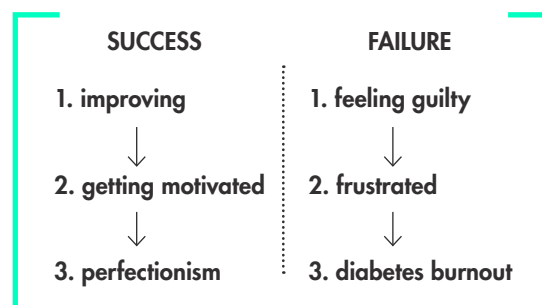 SUCCESS
1. improving
2. getting motivated
3. perfectionism
FAILURE
1. feeling guilty
2. frustrated
3. diabetes burnout